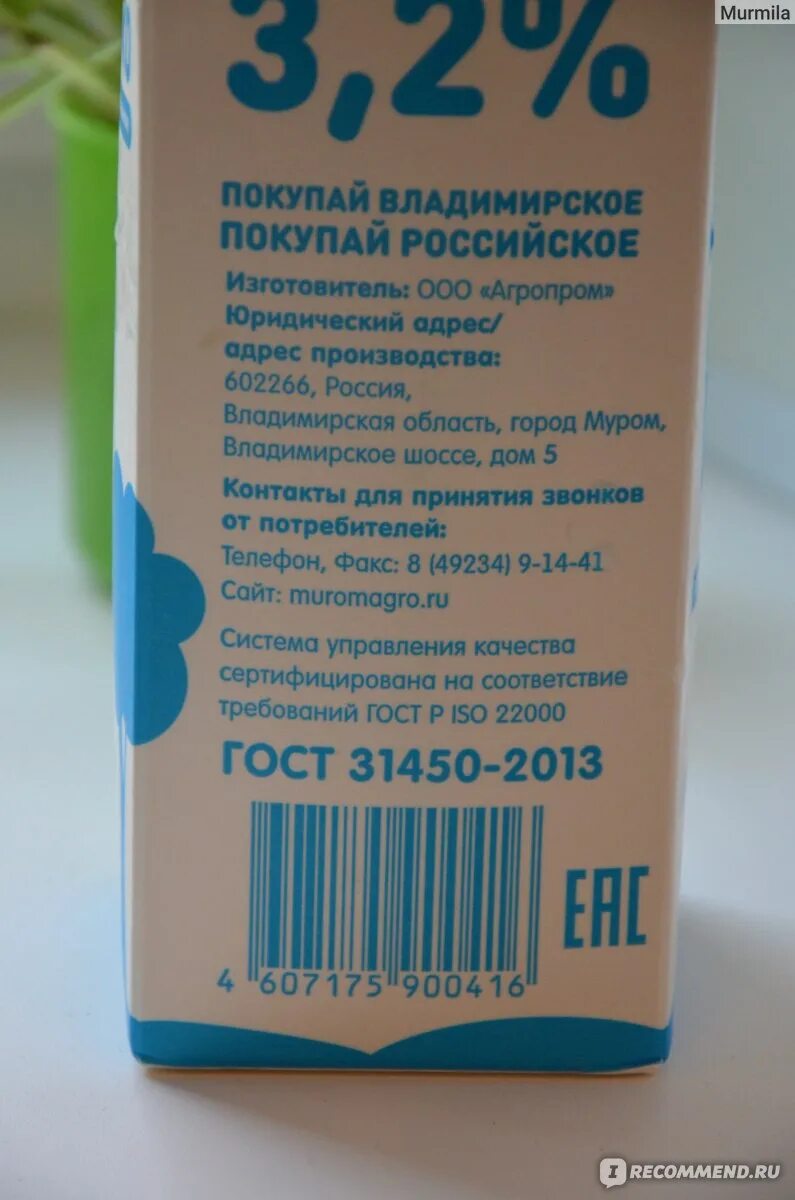 Murmila
3,2%
ПОКУПАЙ ВЛАДИМИРСКОЕ
ПОКУПАЙ РОССИЙСКОЕ
Изготовитель: ООО «Агропром»
Юридический адрес/
адрес производства:
602266, Россия,
Владимирская область, город Муром,
Владимирское шоссе, дом 5
Контакты для принятия звонков
от потребителей:
Телефон, Факс: 8 (49234) 9-14-41
Сайт: muromagro.ru
Система управления качества
сертифицирована на соответствие
требований ГОСТ Р ISO 22000
ГОСТ 31450-2013
EAC
4 607175 900416
IRECOMMEND.RU